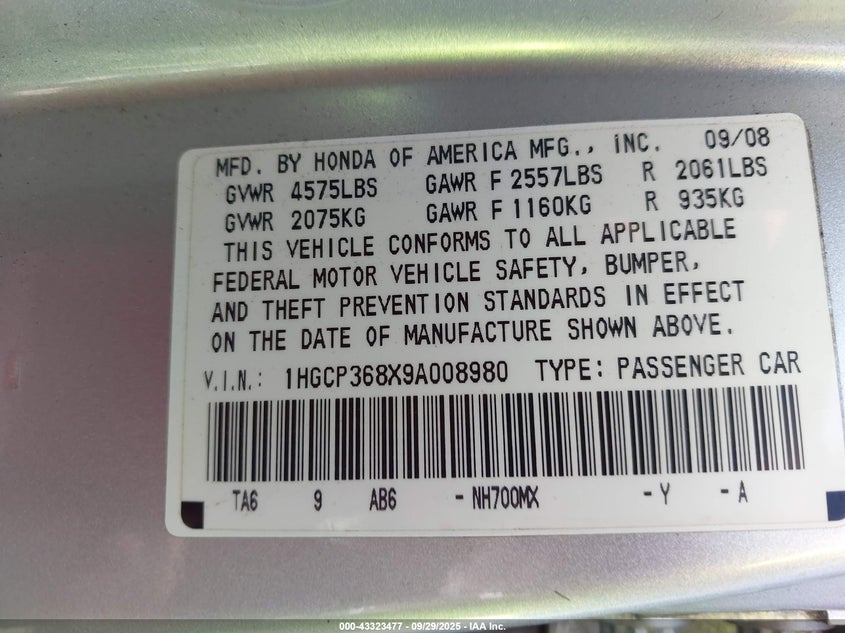 MFD. BY HONDA OF AMERICA MFG., INC. 09/08
GVWR 4575LBS GAWR F 2557LBS R 2061LBS
GVWR 2075KG GAWR F 1160KG R 935KG
THIS VEHICLE CONFORMS TO ALL APPLICABLE
FEDERAL MOTOR VEHICLE SAFETY, BUMPER,
AND THEFT PREVENTION STANDARDS IN EFFECT
ON THE DATE OF MANUFACTURE SHOWN ABOVE.
V.I.N.: 1HGCP368X9A008980 TYPE: PASSENGER CAR
TA6 9 AB6 - NH700MX - Y - A
000-43323477 - 09/29/2025 - IAA Inc.